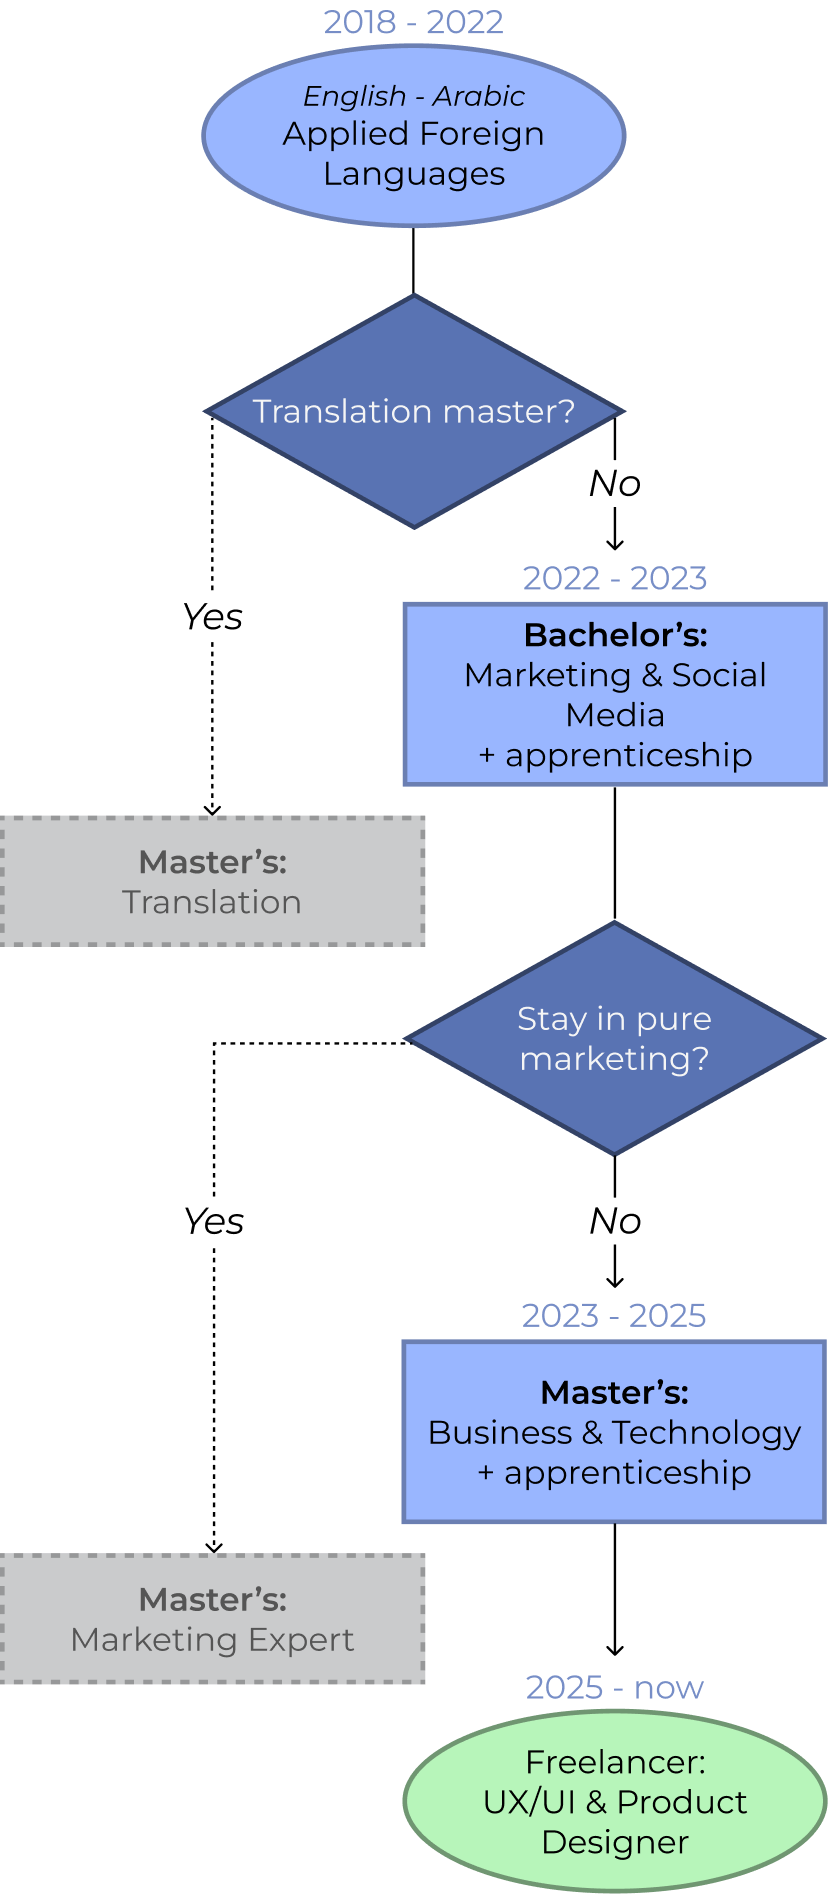 2018 - 2022
English - Arabic
Applied Foreign
Languages
Translation master?
No
2022 - 2023
Yes
Bachelor’s:
Marketing & Social
Media
+ apprenticeship
Master’s:
Translation
Stay in pure
marketing?
Yes
No
2023 - 2025
Master’s:
Business & Technology
+ apprenticeship
Master’s:
Marketing Expert
2025 - now
Freelancer:
UX/UI & Product
Designer